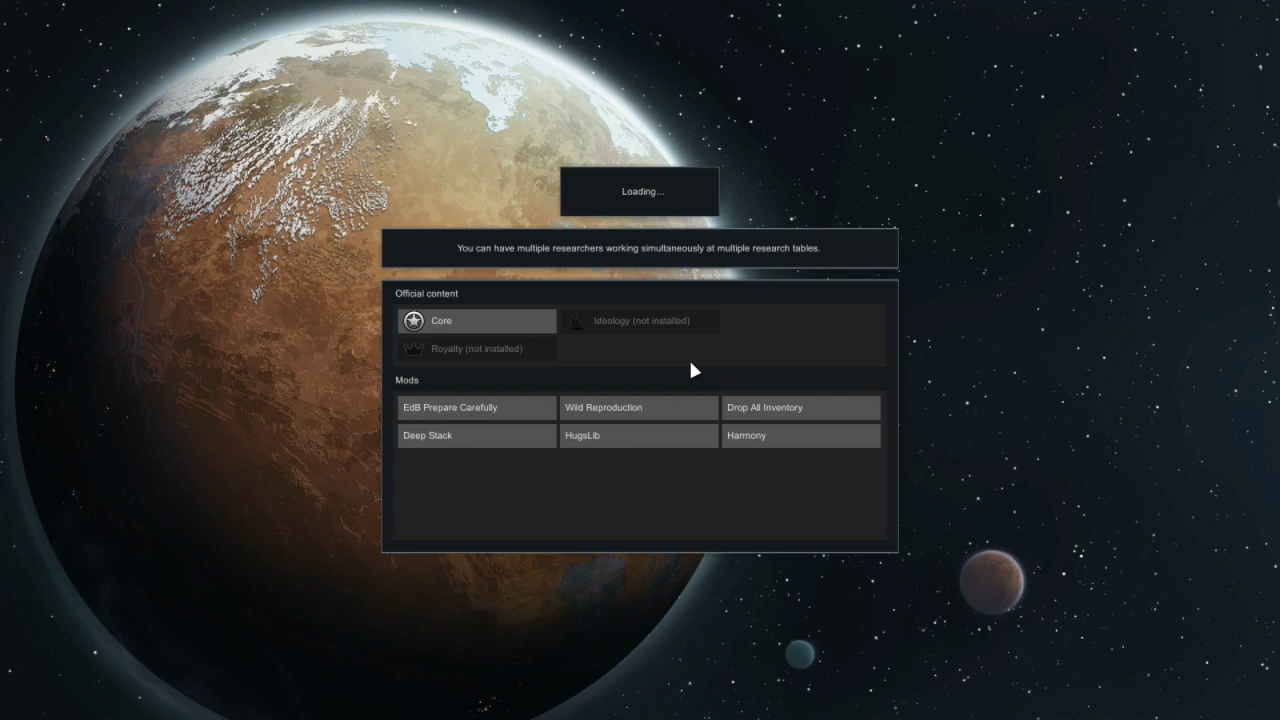 Loading...
You can have multiple researchers working simultaneously at multiple research tables.
Official content
Core
Ideology (not installed)
Royalty (not installed)
Mods
EdB Prepare Carefully
Wild Reproduction
Drop All Inventory
Deep Stack
HugsLib
Harmony